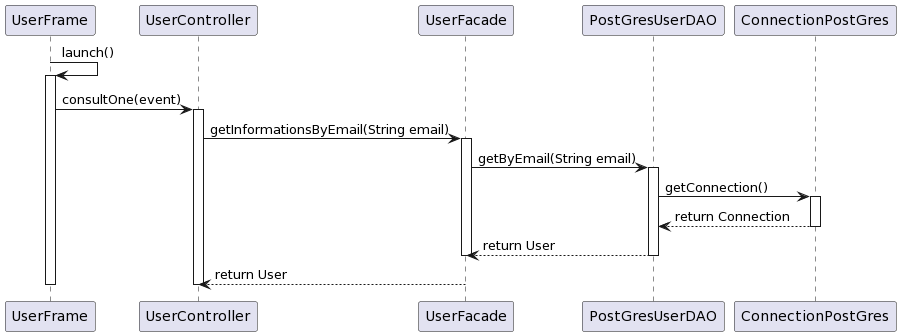 UserFrame
UserController
UserFacade
PostGresUserDAO
ConnectionPostGres
launch()
consultOne(event)
getInformationsByEmail(String email)
getByEmail(String email)
getConnection()
return Connection
return User
return User
UserFrame
UserController
UserFacade
PostGresUserDAO
ConnectionPostGres